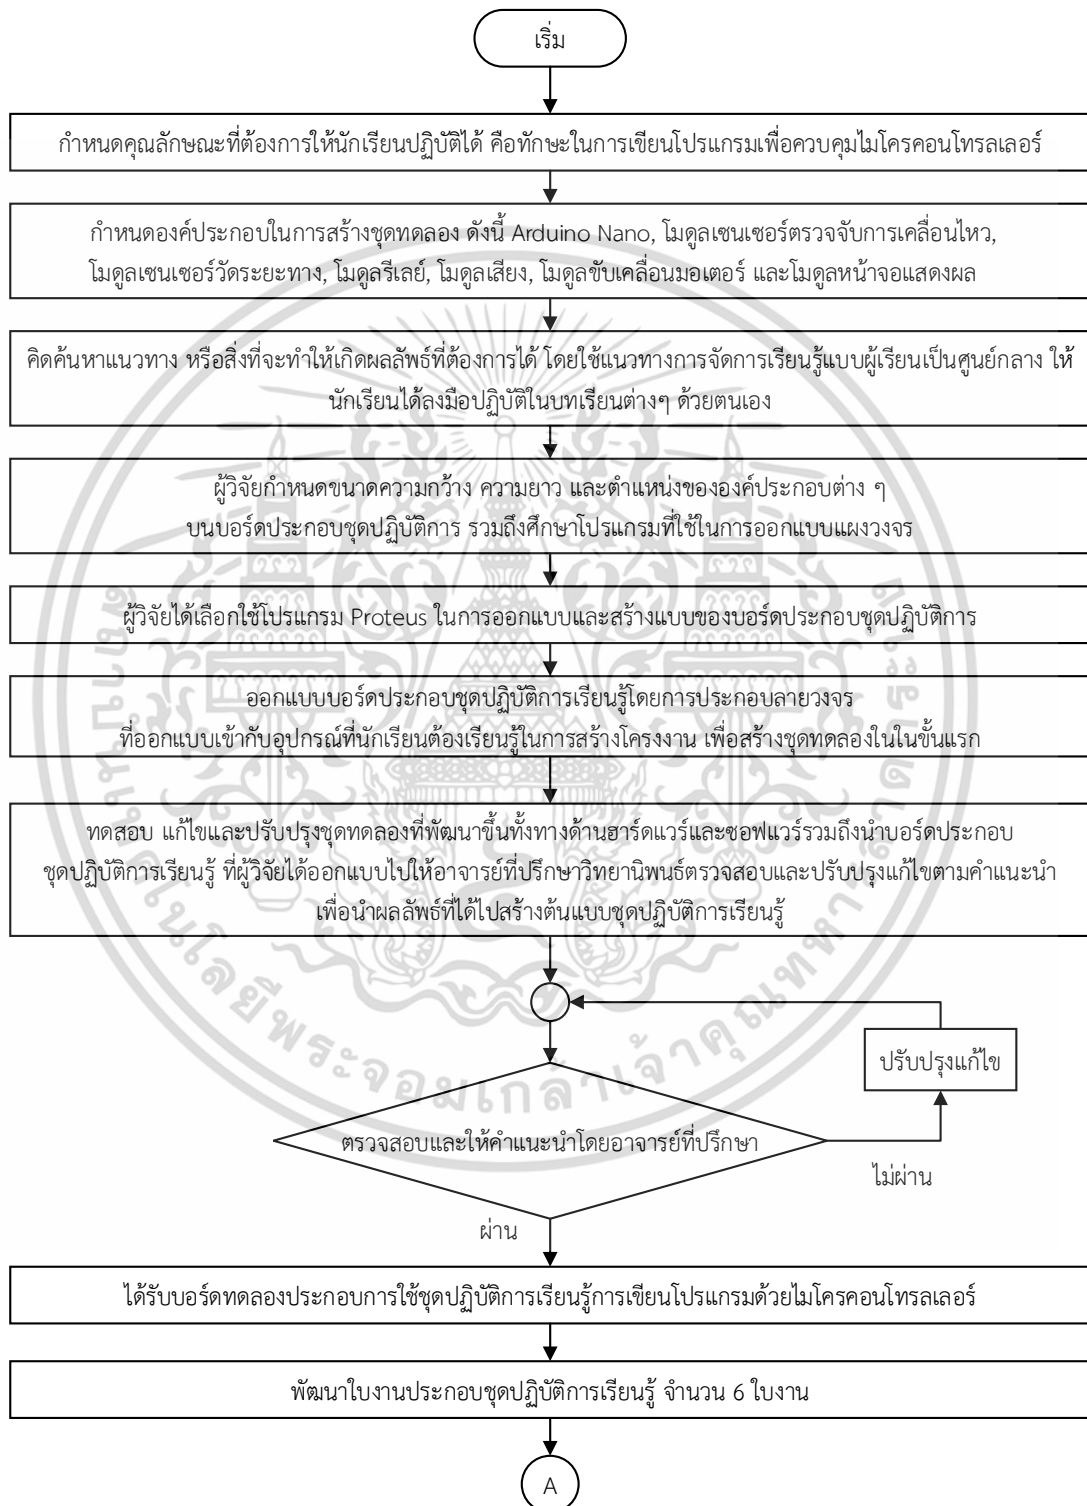 เริ่ม
กำหนดคุณลักษณะที่ต้องการให้นักเรียนปฏิบัติได้ คือทักษะในการเขียนโปรแกรมเพื่อควบคุมไมโครคอนโทรลเลอร์
กำหนดองค์ประกอบในการสร้างชุดทดลอง ดังนี้ Arduino Nano, โมดูลเซนเซอร์ตรวจจับการเคลื่อนไหว,
โมดูลเซนเซอร์วัดระยะทาง, โมดูลรีเลย์, โมดูลเสียง, โมดูลขับเคลื่อนมอเตอร์ และโมดูลหน้าจอแสดงผล
คิดค้นหาแนวทาง หรือสิ่งที่จะทำให้เกิดผลลัพธ์ที่ต้องการได้ โดยใช้แนวทางการจัดการเรียนรู้แบบผู้เรียนเป็นศูนย์กลาง ให้
นักเรียนได้ลงมือปฏิบัติในบทเรียนต่างๆ ด้วยตนเอง
ผู้วิจัยกำหนดขนาดความกว้าง ความยาว และตำแหน่งขององค์ประกอบต่าง ๆ
บนบอร์ดประกอบชุดปฏิบัติการ รวมถึงศึกษาโปรแกรมที่ใช้ในการออกแบบแผงวงจร
ผู้วิจัยได้เลือกใช้โปรแกรม Proteus ในการออกแบบและสร้างแบบของบอร์ดประกอบชุดปฏิบัติการ
ออกแบบบอร์ดประกอบชุดปฏิบัติการเรียนรู้โดยการประกอบลายวงจร
ที่ออกแบบเข้ากับอุปกรณ์ที่นักเรียนต้องเรียนรู้ในการสร้างโครงงาน เพื่อสร้างชุดทดลองในในขั้นแรก
ทดสอบ แก้ไขและปรับปรุงชุดทดลองที่พัฒนาขึ้นทั้งทางด้านฮาร์ดแวร์และซอฟแวร์รวมถึงนำบอร์ดประกอบ
ชุดปฏิบัติการเรียนรู้ ที่ผู้วิจัยได้ออกแบบไปให้อาจารย์ที่ปรึกษาวิทยานิพนธ์ตรวจสอบและปรับปรุงแก้ไขตามคำแนะนำ
เพื่อนำผลลัพธ์ที่ได้ไปสร้างต้นแบบชุดปฏิบัติการเรียนรู้
ปรับปรุงแก้ไข
ตรวจสอบและให้คำแนะนำโดยอาจารย์ที่ปรึกษา
ไม่ผ่าน
ผ่าน
ได้รับบอร์ดทดลองประกอบการใช้ชุดปฏิบัติการเรียนรู้การเขียนโปรแกรมด้วยไมโครคอนโทรลเลอร์
พัฒนาใบงานประกอบชุดปฏิบัติการเรียนรู้ จำนวน 6 ใบงาน
A
สถาบันเทคโนโลยีพระจอมเกล้าเจ้าคุณทหารลาดกระบัง